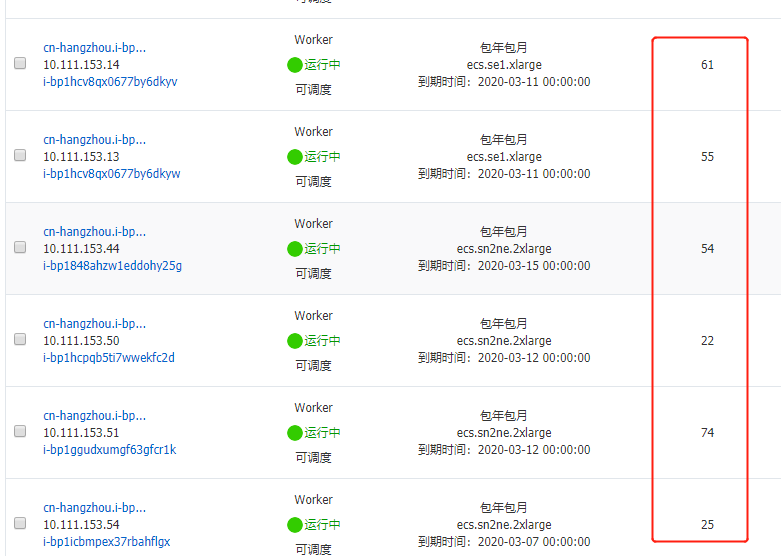 可调度
cn-hangzhou.i-bp...
10.111.153.14
i-bp1hcv8qx0677by6dkyv
Worker
运行中
可调度
包年包月
ecs.se1.xlarge
到期时间：2020-03-11 00:00:00
61
cn-hangzhou.i-bp...
10.111.153.13
i-bp1hcv8qx0677by6dkyw
Worker
运行中
可调度
包年包月
ecs.se1.xlarge
到期时间：2020-03-11 00:00:00
55
cn-hangzhou.i-bp...
10.111.153.44
i-bp1848ahzw1eddohy25g
Worker
运行中
可调度
包年包月
ecs.sn2ne.2xlarge
到期时间：2020-03-15 00:00:00
54
cn-hangzhou.i-bp...
10.111.153.50
i-bp1hcpqb5ti7wwekfc2d
Worker
运行中
可调度
包年包月
ecs.sn2ne.2xlarge
到期时间：2020-03-12 00:00:00
22
cn-hangzhou.i-bp...
10.111.153.51
i-bp1ggudxumgf63gfcr1k
Worker
运行中
可调度
包年包月
ecs.sn2ne.2xlarge
到期时间：2020-03-12 00:00:00
74
cn-hangzhou.i-bp...
10.111.153.54
i-bp1icbmpex37rbahflgx
Worker
运行中
可调度
包年包月
ecs.sn2ne.2xlarge
到期时间：2020-03-07 00:00:00
25